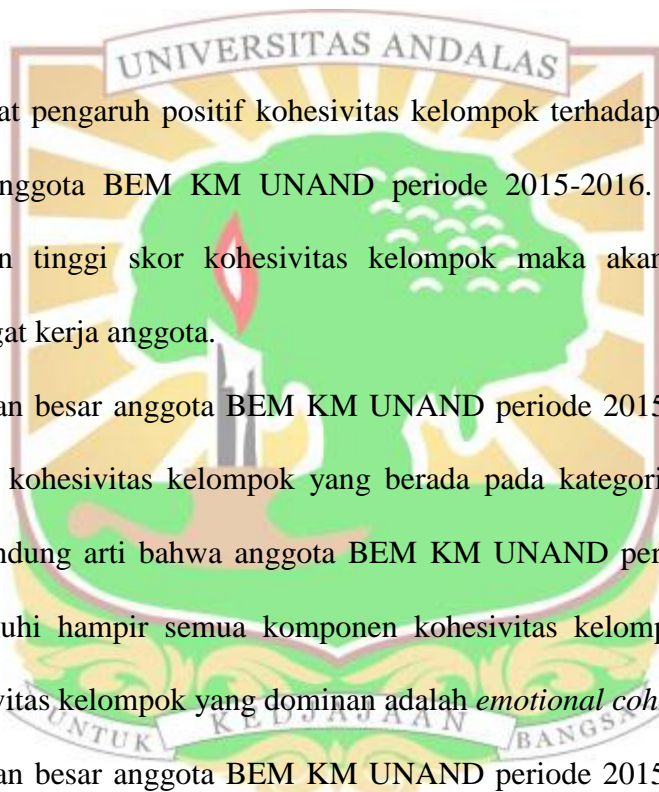 UNIVERSITAS ANDALAS
at pengaruh positif kohesivitas kelompok terhadap
nggota BEM KM UNAND periode 2015-2016.
n tinggi skor kohesivitas kelompok maka akan
gat kerja anggota.
an besar anggota BEM KM UNAND periode 2015
kohesivitas kelompok yang berada pada kategori
ndung arti bahwa anggota BEM KM UNAND per
uhi hampir semua komponen kohesivitas kelomp
vitas kelompok yang dominan adalah emotional coh
UNTUK KEDJAJAAN BANGSA
an besar anggota BEM KM UNAND periode 2015